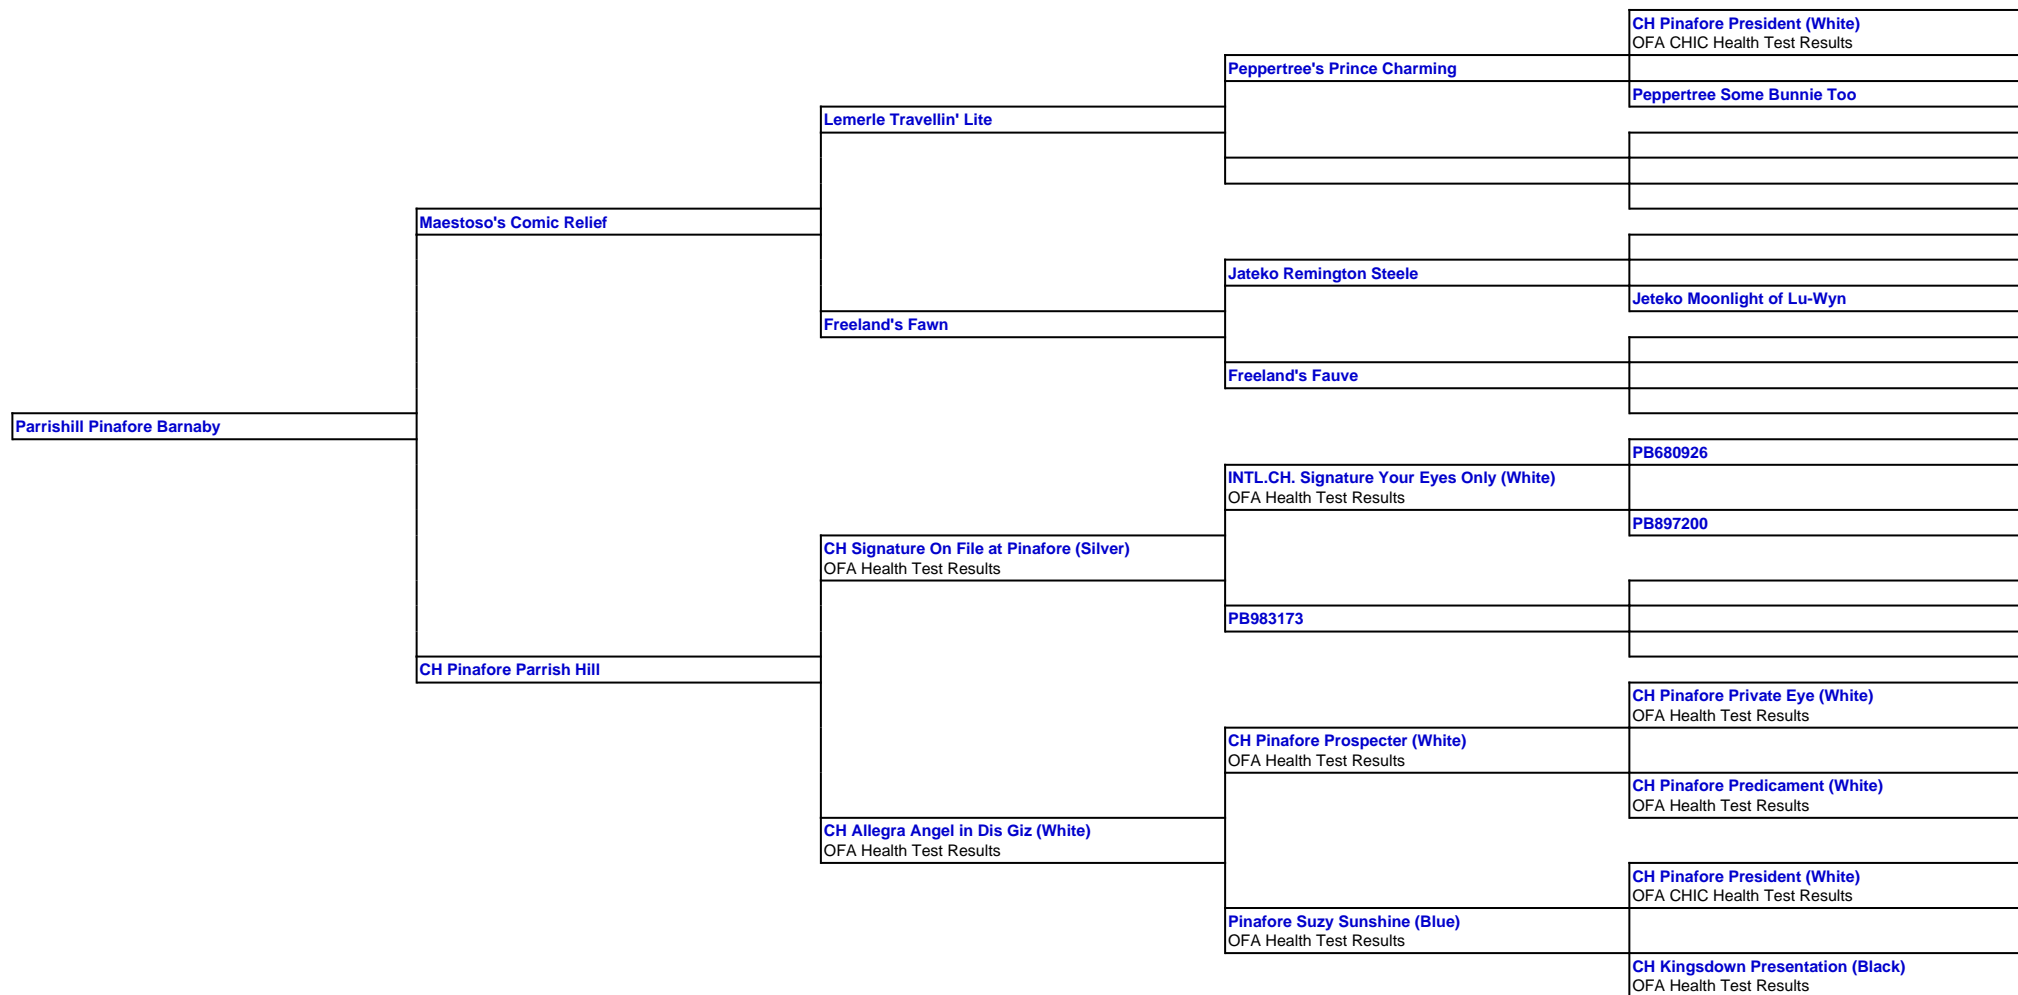 CH Pinafore President (White)
OFA CHIC Health Test Results
Peppertree's Prince Charming
Peppertree Some Bunnie Too
Lemerle Travellin' Lite
Maestoso's Comic Relief
Jateko Remington Steele
Jeteko Moonlight of Lu-Wyn
Freeland's Fawn
Freeland's Fauve
Parrishill Pinafore Barnaby
PB680926
INTL.CH. Signature Your Eyes Only (White)
OFA Health Test Results
PB897200
CH Signature On File at Pinafore (Silver)
OFA Health Test Results
PB983173
CH Pinafore Parrish Hill
CH Pinafore Private Eye (White)
OFA Health Test Results
CH Pinafore Prospecter (White)
OFA Health Test Results
CH Pinafore Predicament (White)
OFA Health Test Results
CH Allegra Angel in Dis Giz (White)
OFA Health Test Results
CH Pinafore President (White)
OFA CHIC Health Test Results
Pinafore Suzy Sunshine (Blue)
OFA Health Test Results
CH Kingsdown Presentation (Black)
OFA Health Test Results